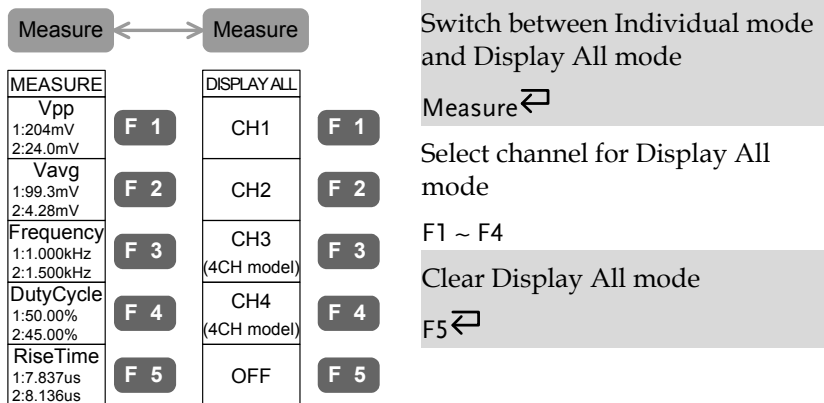 Measure
Measure
MEASURE
Vpp
1:204mV
2:24.0mV
F 1
Vavg
1:99.3mV
2:4.28mV
F 2
Frequency
1:1.000kHz
2:1.500kHz
F 3
DutyCycle
1:50.00%
2:45.00%
F 4
RiseTime
1:7.837us
2:8.136us
F 5
DISPLAY ALL
CH1
F 1
CH2
F 2
CH3
(4CH model)
F 3
CH4
(4CH model)
F 4
OFF
F 5
Switch between Individual mode
and Display All mode
Measure
Select channel for Display All
mode
F1 ~ F4
Clear Display All mode
F5